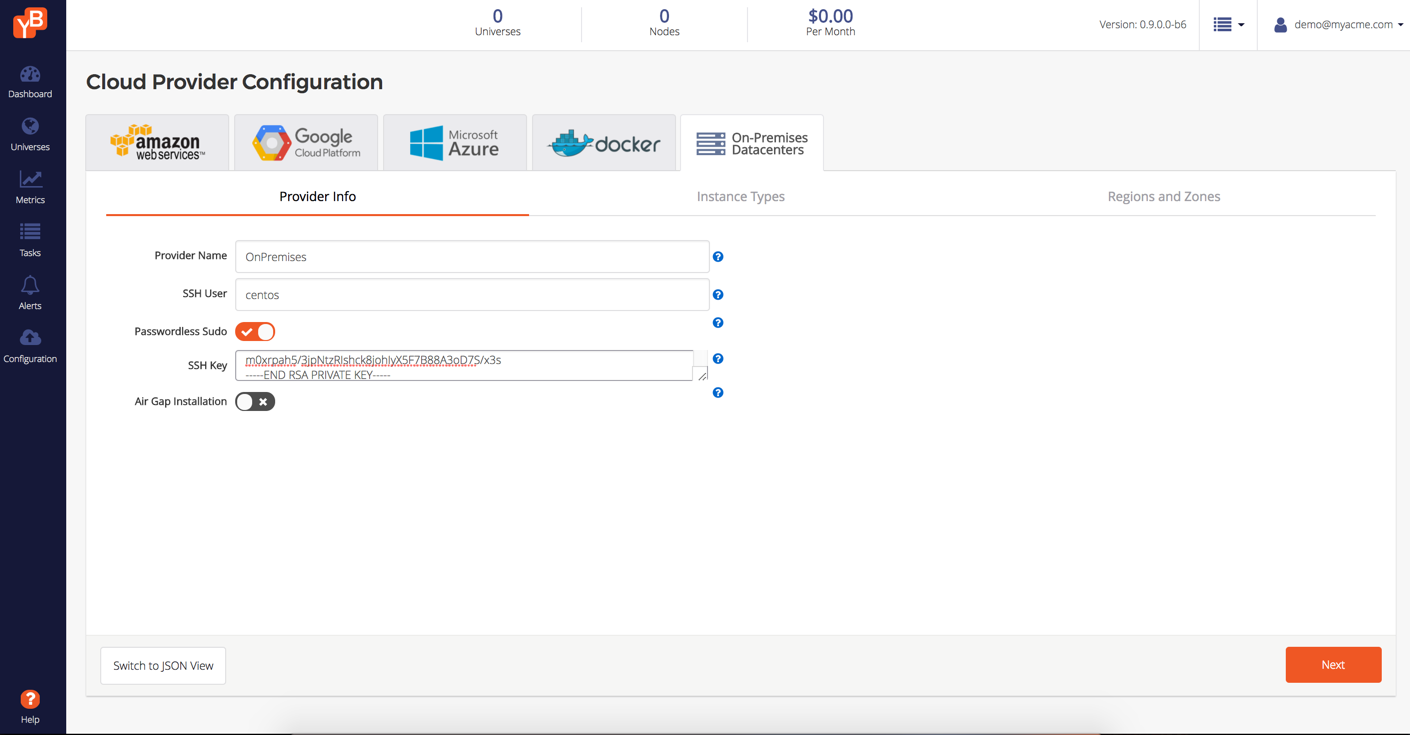 YB
0
Universes
0
Nodes
$0.00
Per Month
Version: 0.9.0.0-b6
demo@myacme.com
Dashboard
Universes
Metrics
Tasks
Alerts
Configuration
? Help
Cloud Provider Configuration
amazon
web services™
Google
Cloud Platform
Microsoft
Azure
docker
On-Premises
Datacenters
Provider Info
Instance Types
Regions and Zones
Provider Name
OnPremises
?
SSH User
centos
?
Passwordless Sudo
?
SSH Key
-----END RSA PRIVATE KEY-----
?
Air Gap Installation
?
Switch to JSON View
Next